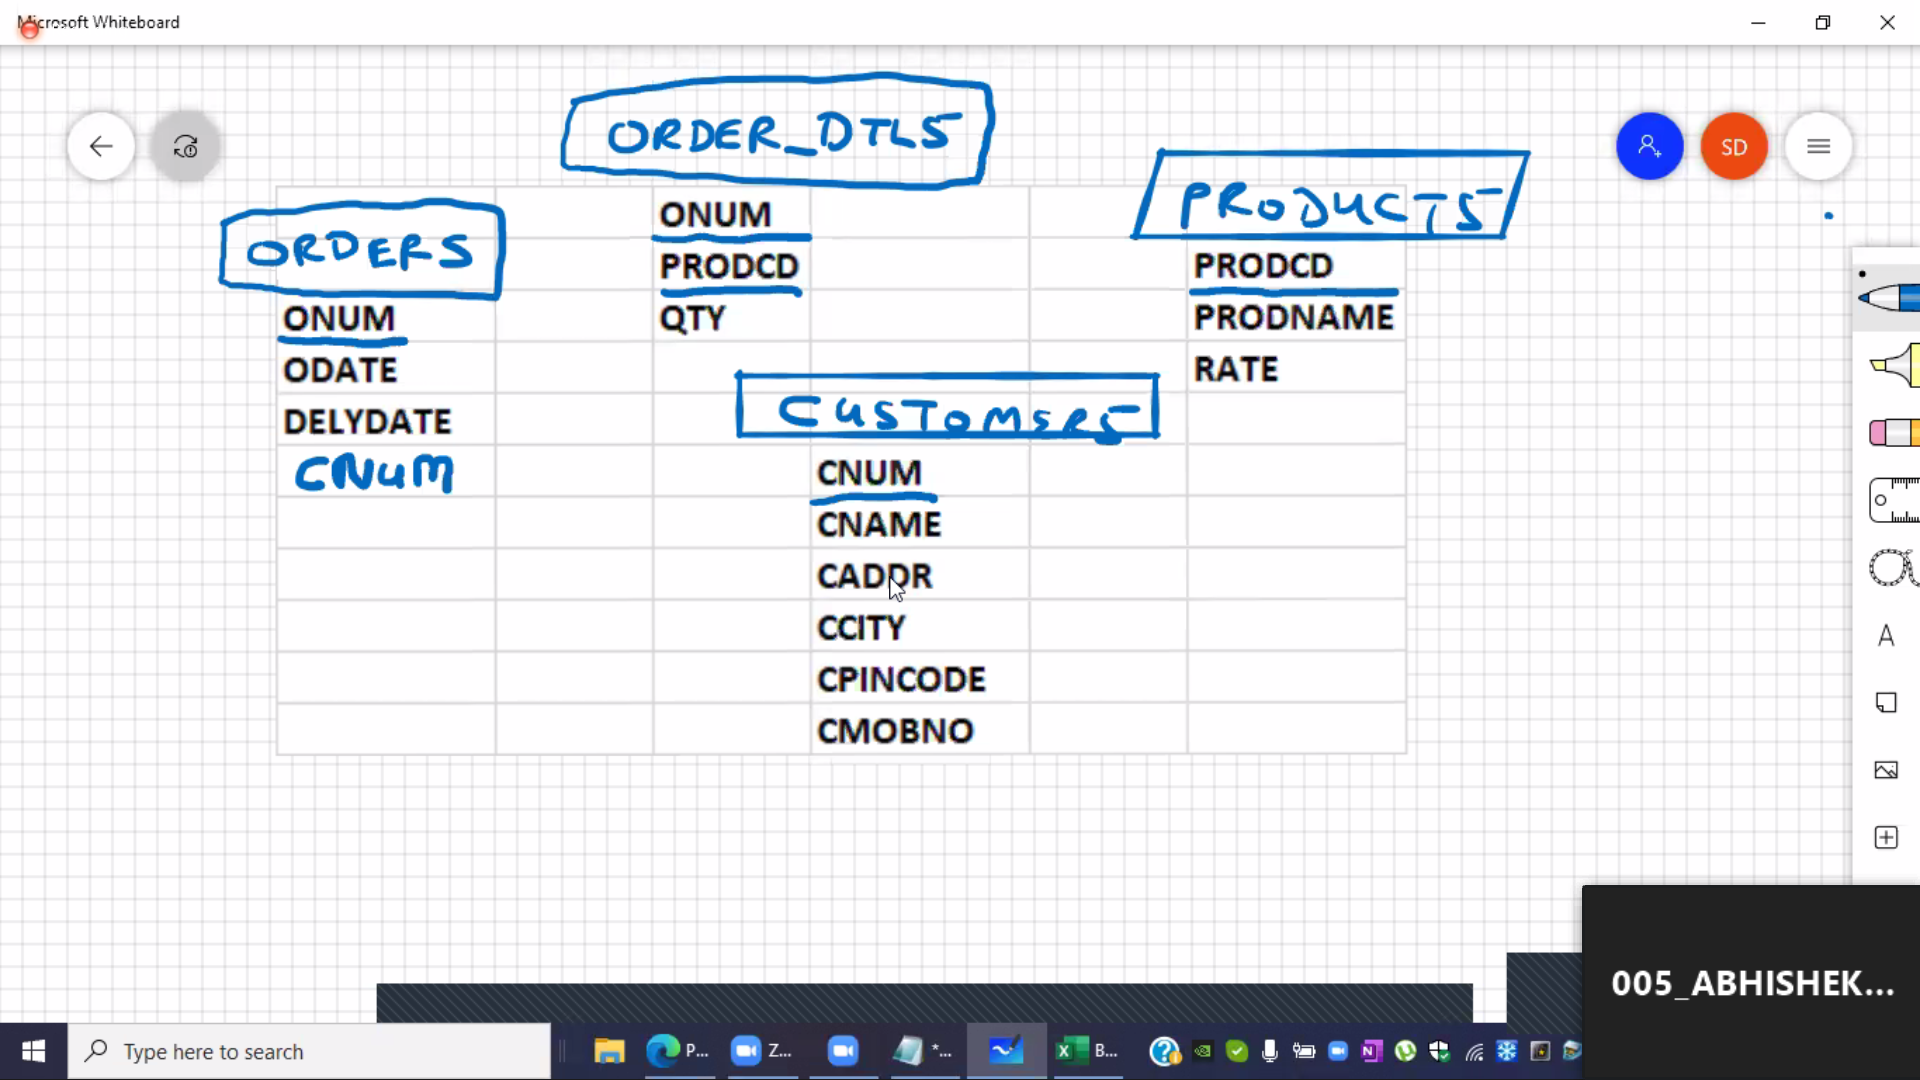 Microsoft Whiteboard
ORDER_DTLS
PRODUCTS
SD
ORDERS
ONUM
PRODCD
QTY
PRODCD
PRODNAME
RATE
ONUM
ODATE
DELYDATE
CNUM
CUSTOMERS
CNUM
CNAME
CADDR
CCITY
CPINCODE
CMOBNO
A
005_ABHISHEK...
Type here to search
P...
Z...
*...
B...